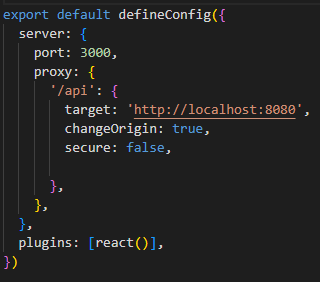 export default defineConfig({
  server: {
    port: 3000,
    proxy: {
      '/api': {
        target: 'http://localhost:8080',
        changeOrigin: true,
        secure: false,

      },
    },
  },
  plugins: [react()],
})